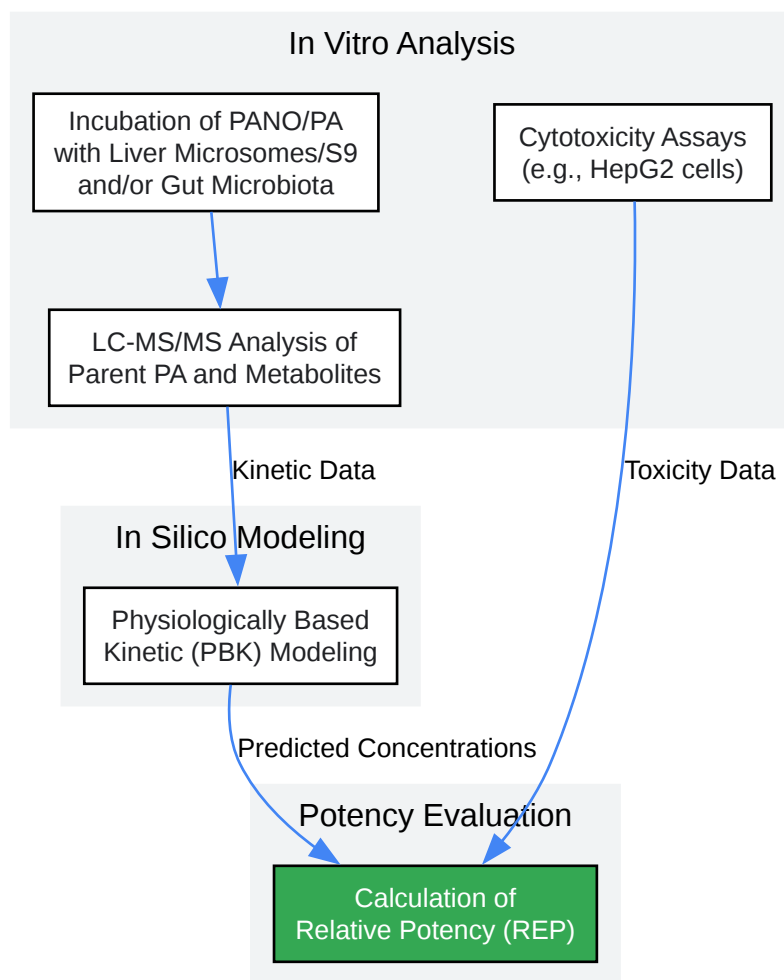 In Vitro Analysis
Incubation of PANO/PA
with Liver Microsomes/S9
and/or Gut Microbiota
Cytotoxicity Assays
(e.g., HepG2 cells)
LC-MS/MS Analysis of
Parent PA and Metabolites
Kinetic Data
Toxicity Data
In Silico Modeling
Physiologically Based
Kinetic (PBK) Modeling
Predicted Concentrations
Potency Evaluation
Calculation of
Relative Potency (REP)